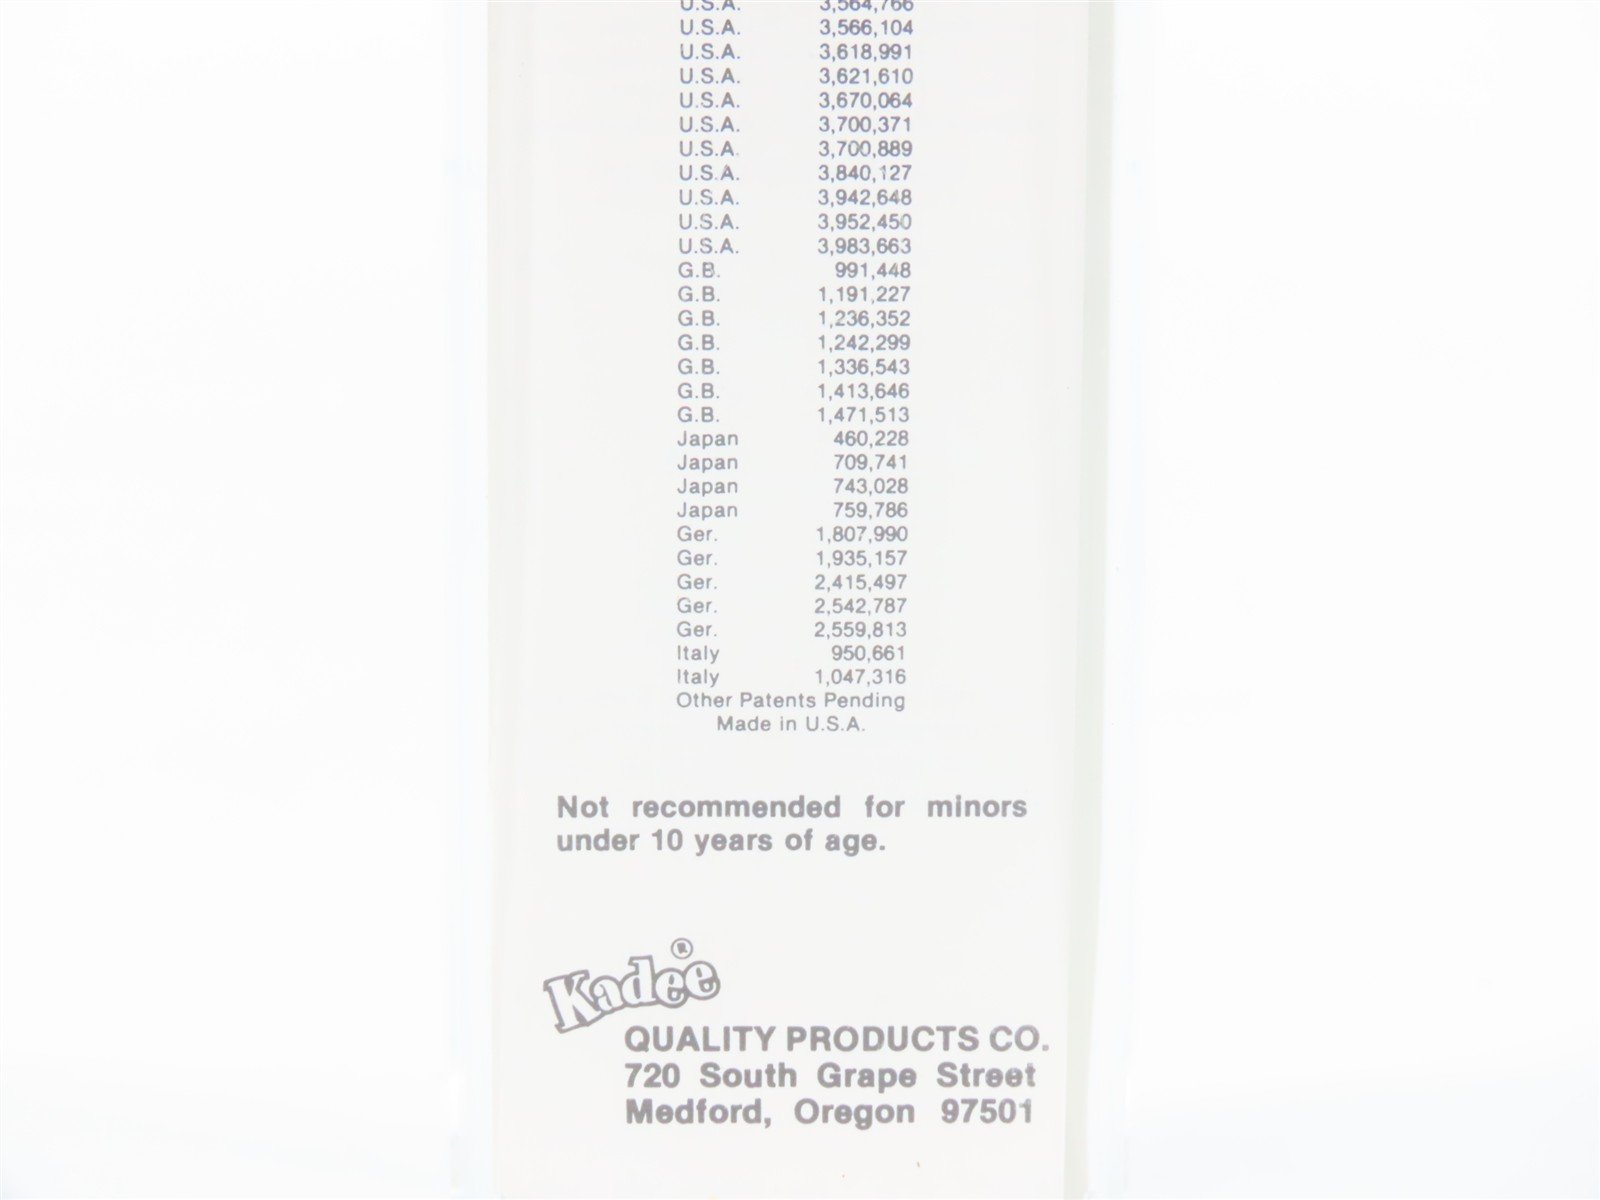 U.S.A. 3,564,766
U.S.A. 3,566,104
U.S.A. 3,618,991
U.S.A. 3,621,610
U.S.A. 3,670,064
U.S.A. 3,700,371
U.S.A. 3,700,889
U.S.A. 3,840,127
U.S.A. 3,942,648
U.S.A. 3,952,450
U.S.A. 3,983,663
G.B. 991,448
G.B. 1,191,227
G.B. 1,236,352
G.B. 1,242,299
G.B. 1,336,543
G.B. 1,413,646
G.B. 1,471,513
Japan 460,228
Japan 709,741
Japan 743,028
Japan 759,786
Ger. 1,807,990
Ger. 1,935,157
Ger. 2,415,497
Ger. 2,542,787
Ger. 2,559,813
Italy 950,661
Italy 1,047,316
Other Patents Pending
Made in U.S.A.
Not recommended for minors
under 10 years of age.
Kadee®
QUALITY PRODUCTS CO.
720 South Grape Street
Medford, Oregon 97501